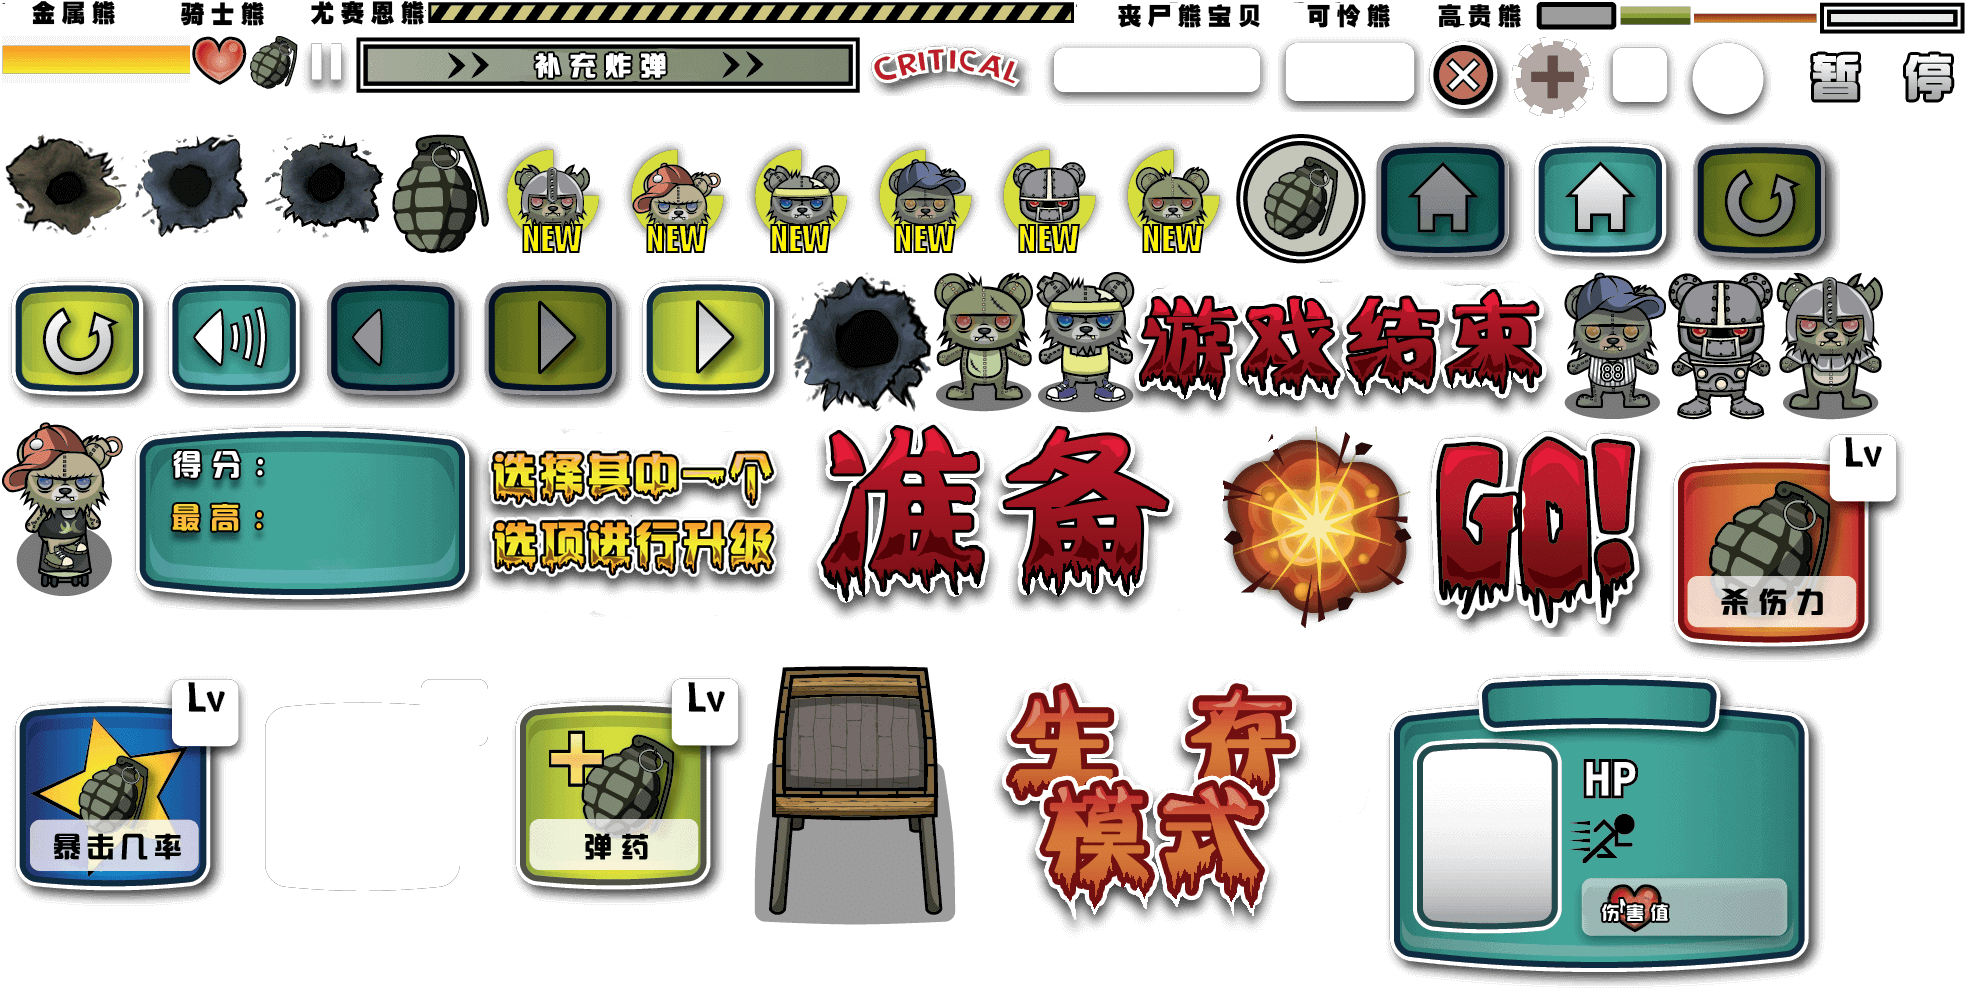 金属熊
骑士熊
尤赛恩熊
丧尸熊宝贝
可怜熊
高贵熊
补充炸弹
CRITICAL
暂停
NEW
NEW
NEW
NEW
NEW
NEW
游戏结束
88
得分：
最高：
选择其中一个
选项进行升级
准备
GO!
Lv
杀伤力
Lv
暴击几率
Lv
弹药
生存
模式
HP
伤害值